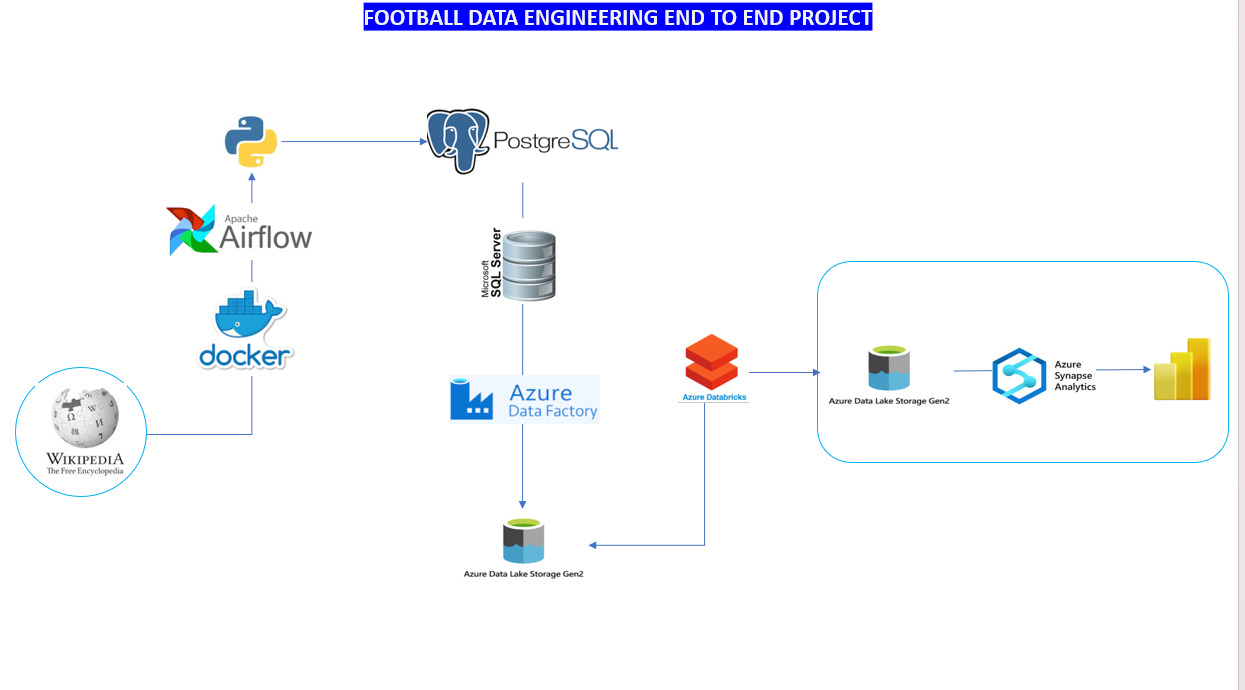 FOOTBALL DATA ENGINEERING END TO END PROJECT
PostgreSQL
Apache
Airflow
Microsoft
SQL Server
docker
Azure
Data Factory
Azure Databricks
Azure Data Lake Storage Gen2
Azure
Synapse
Analytics
Ω
W
И
7
WIKIPEDIA
The Free Encyclopedia
Azure Data Lake Storage Gen2